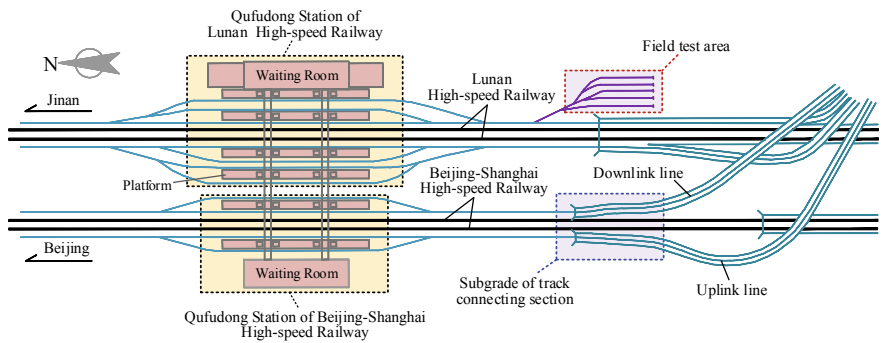 Qufudong Station of
Lunan High-speed Railway
Waiting Room
N
Jinan
Lunan
High-speed Railway
Field test area
Platform
Beijing-Shanghai
High-speed Railway
Downlink line
Beijing
Waiting Room
Subgrade of track
connecting section
Uplink line
Qufudong Station of Beijing-Shanghai
High-speed Railway